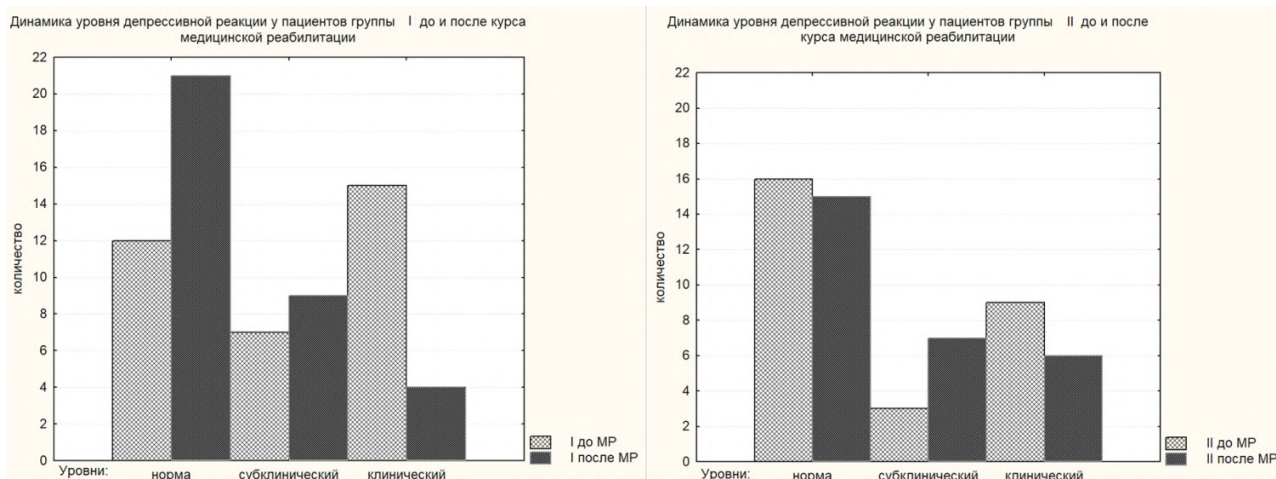 Динамика уровня депрессивной реакции у пациентов группы I до и после курса
медицинской реабилитации
22
20
18
16
14
12
10
8
6
4
2
0
количество
Уровни:
норма
субклинический
клинический
I до МР
I после МР
Динамика уровня депрессивной реакции у пациентов группы II до и после
курса медицинской реабилитации
22
20
18
16
14
12
10
8
6
4
2
0
количество
Уровни:
норма
субклинический
клинический
II до МР
II после МР